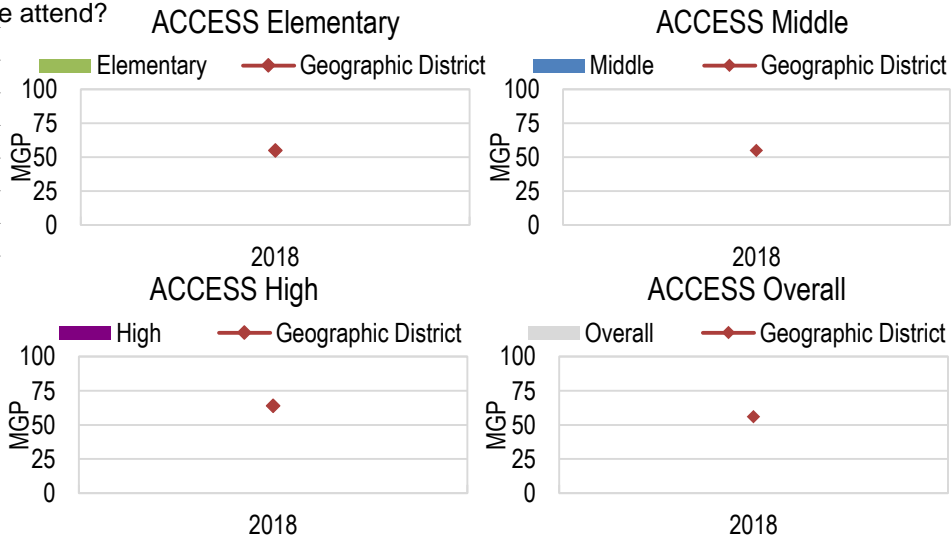 e attend?
ACCESS Elementary
Elementary Geographic District
100
75
50
25
0
MGP
2018
ACCESS Middle
Middle Geographic District
100
75
50
25
0
MGP
2018
ACCESS High
High Geographic District
100
75
50
25
0
MGP
2018
ACCESS Overall
Overall Geographic District
100
75
50
25
0
MGP
2018